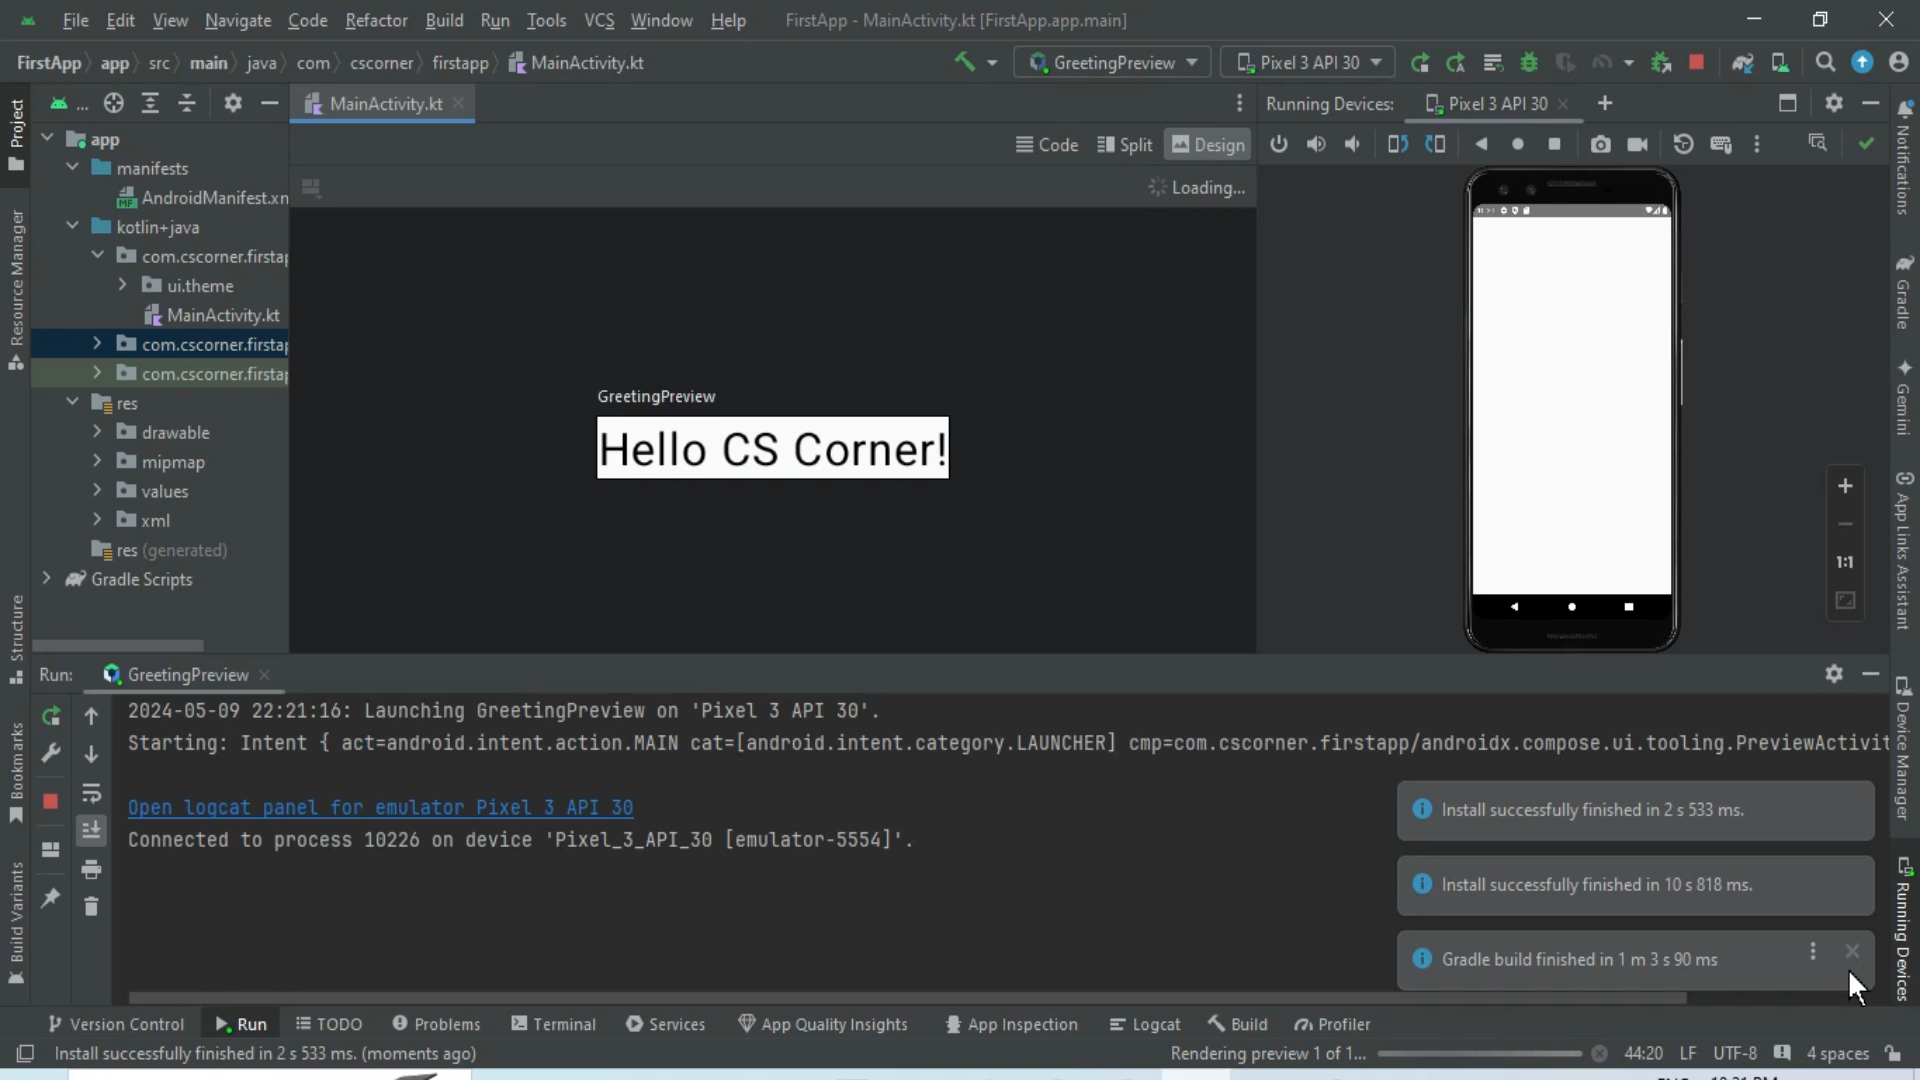 File Edit View Navigate Code Refactor Build Run Tools VCS Window Help FirstApp - MainActivity.kt [FirstApp.app.main]
FirstApp app src main java com cscorner firstapp MainActivity.kt GreetingPreview Pixel 3 API 30
... MainActivity.kt Running Devices: Pixel 3 API 30
Code Split Design
Loading...
app
manifests
AndroidManifest.xn
kotlin+java
com.cscorner.firstap
ui.theme
MainActivity.kt
com.cscorner.firstap
com.cscorner.firstap
res
drawable
mipmap
values
xml
res (generated)
Gradle Scripts
GreetingPreview
Hello CS Corner!
1:1
Project
Resource Manager
Structure
Bookmarks
Build Variants
Notifications
Gradle
Gemini
App Links Assistant
Device Manager
Running Devices
Run: GreetingPreview
2024-05-09 22:21:16: Launching GreetingPreview on 'Pixel 3 API 30'.
Starting: Intent { act=android.intent.action.MAIN cat=[android.intent.category.LAUNCHER] cmp=com.cscorner.firstapp/androidx.compose.ui.tooling.PreviewActivit
Open logcat panel for emulator Pixel 3 API 30
Connected to process 10226 on device 'Pixel_3_API_30 [emulator-5554]'.
Install successfully finished in 2 s 533 ms.
Install successfully finished in 10 s 818 ms.
Gradle build finished in 1 m 3 s 90 ms
Version Control Run TODO Problems Terminal Services App Quality Insights App Inspection Logcat Build Profiler
Install successfully finished in 2 s 533 ms. (moments ago) Rendering preview 1 of 1... 44:20 LF UTF-8 4 spaces